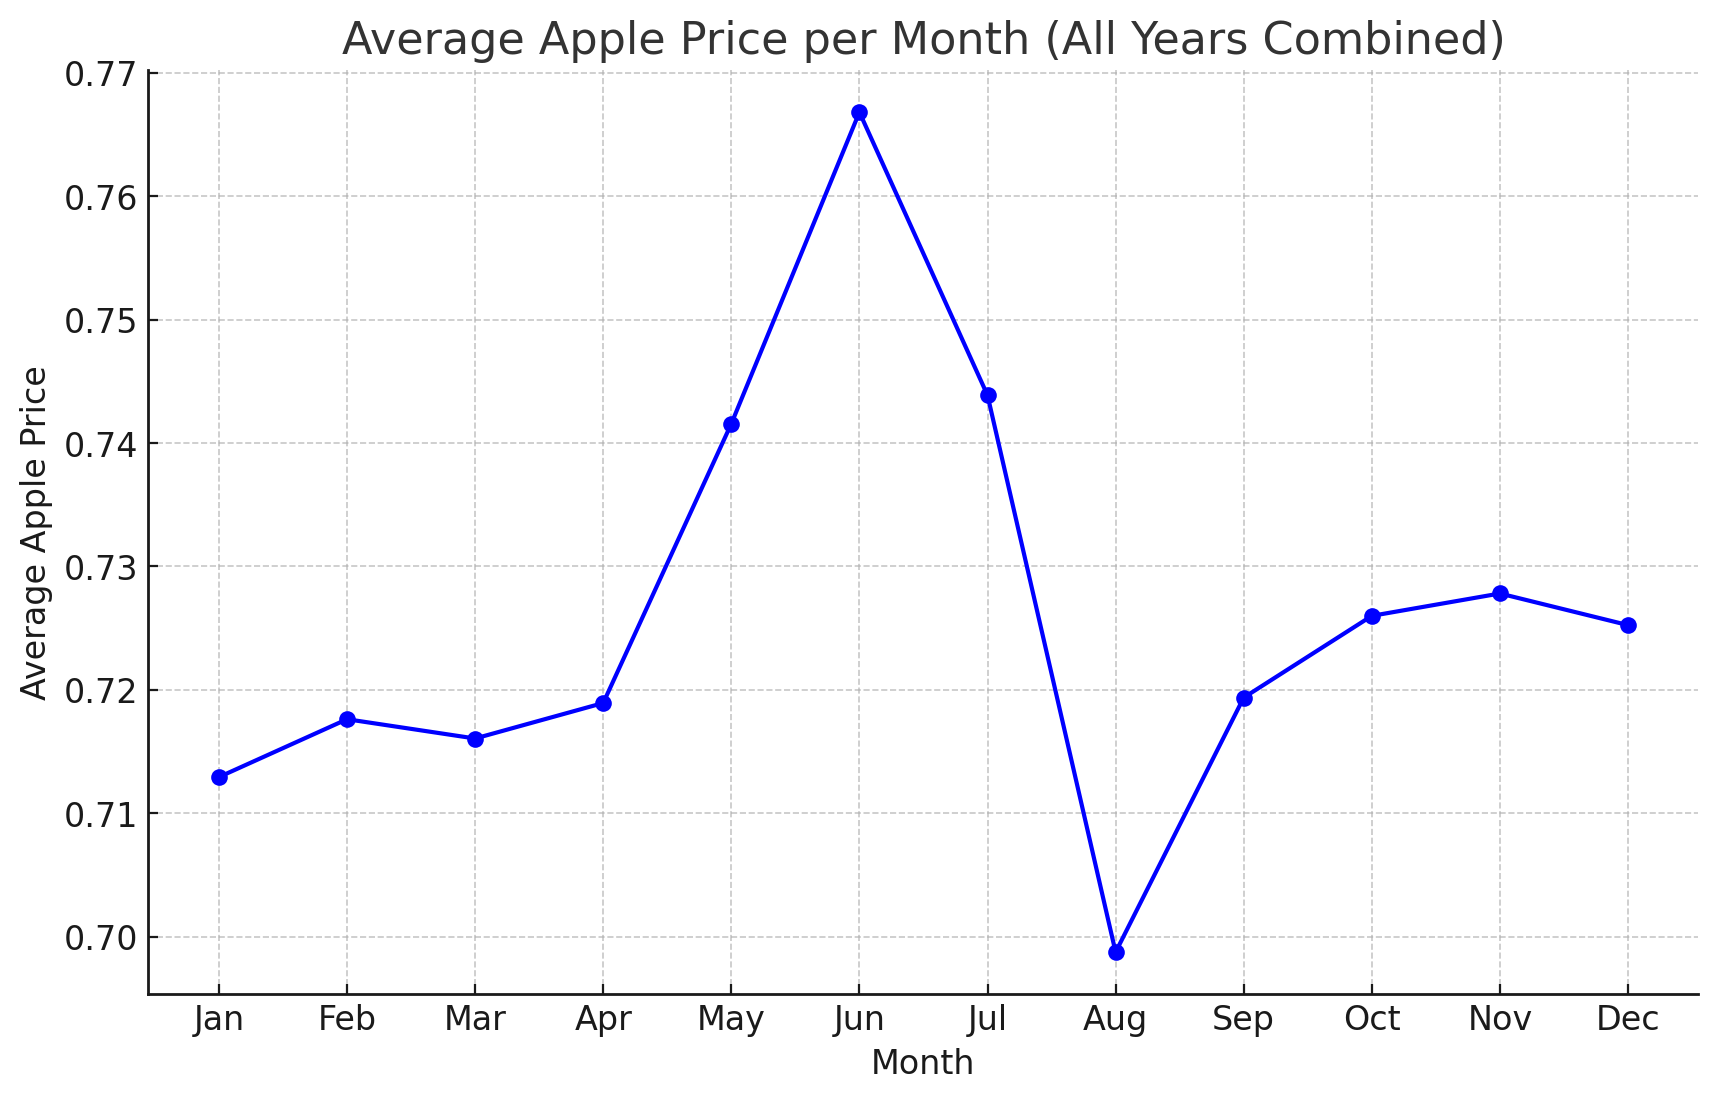 Average Apple Price per Month (All Years Combined)
Average Apple Price
0.77
0.76
0.75
0.74
0.73
0.72
0.71
0.70
Jan Feb Mar Apr May Jun Jul Aug Sep Oct Nov Dec
Month